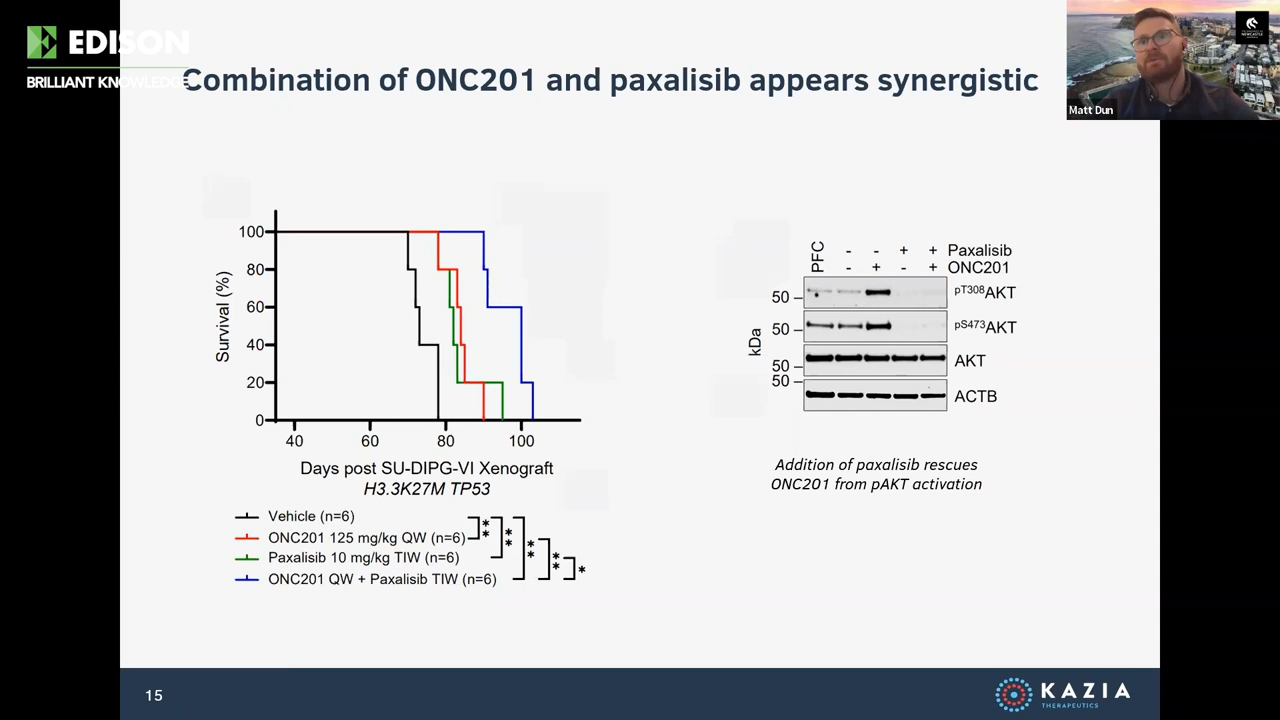 EDISON
BRILLIANT KNOWLEDGE
Combination of ONC201 and paxalisib appears synergistic
Matt Dun
Survival (%)
100
80
60
40
20
0
40 60 80 100
Days post SU-DIPG-VI Xenograft
H3.3K27M TP53
Vehicle (n=6)
ONC201 125 mg/kg QW (n=6)
Paxalisib 10 mg/kg TIW (n=6)
ONC201 QW + Paxalisib TIW (n=6)
** ** ** ** *
PFC - - + + Paxalisib
- + - + ONC201
kDa
50 pT308AKT
50 pS473AKT
50 AKT
50 ACTB
Addition of paxalisib rescues
ONC201 from pAKT activation
15
KAZIA
THERAPEUTICS